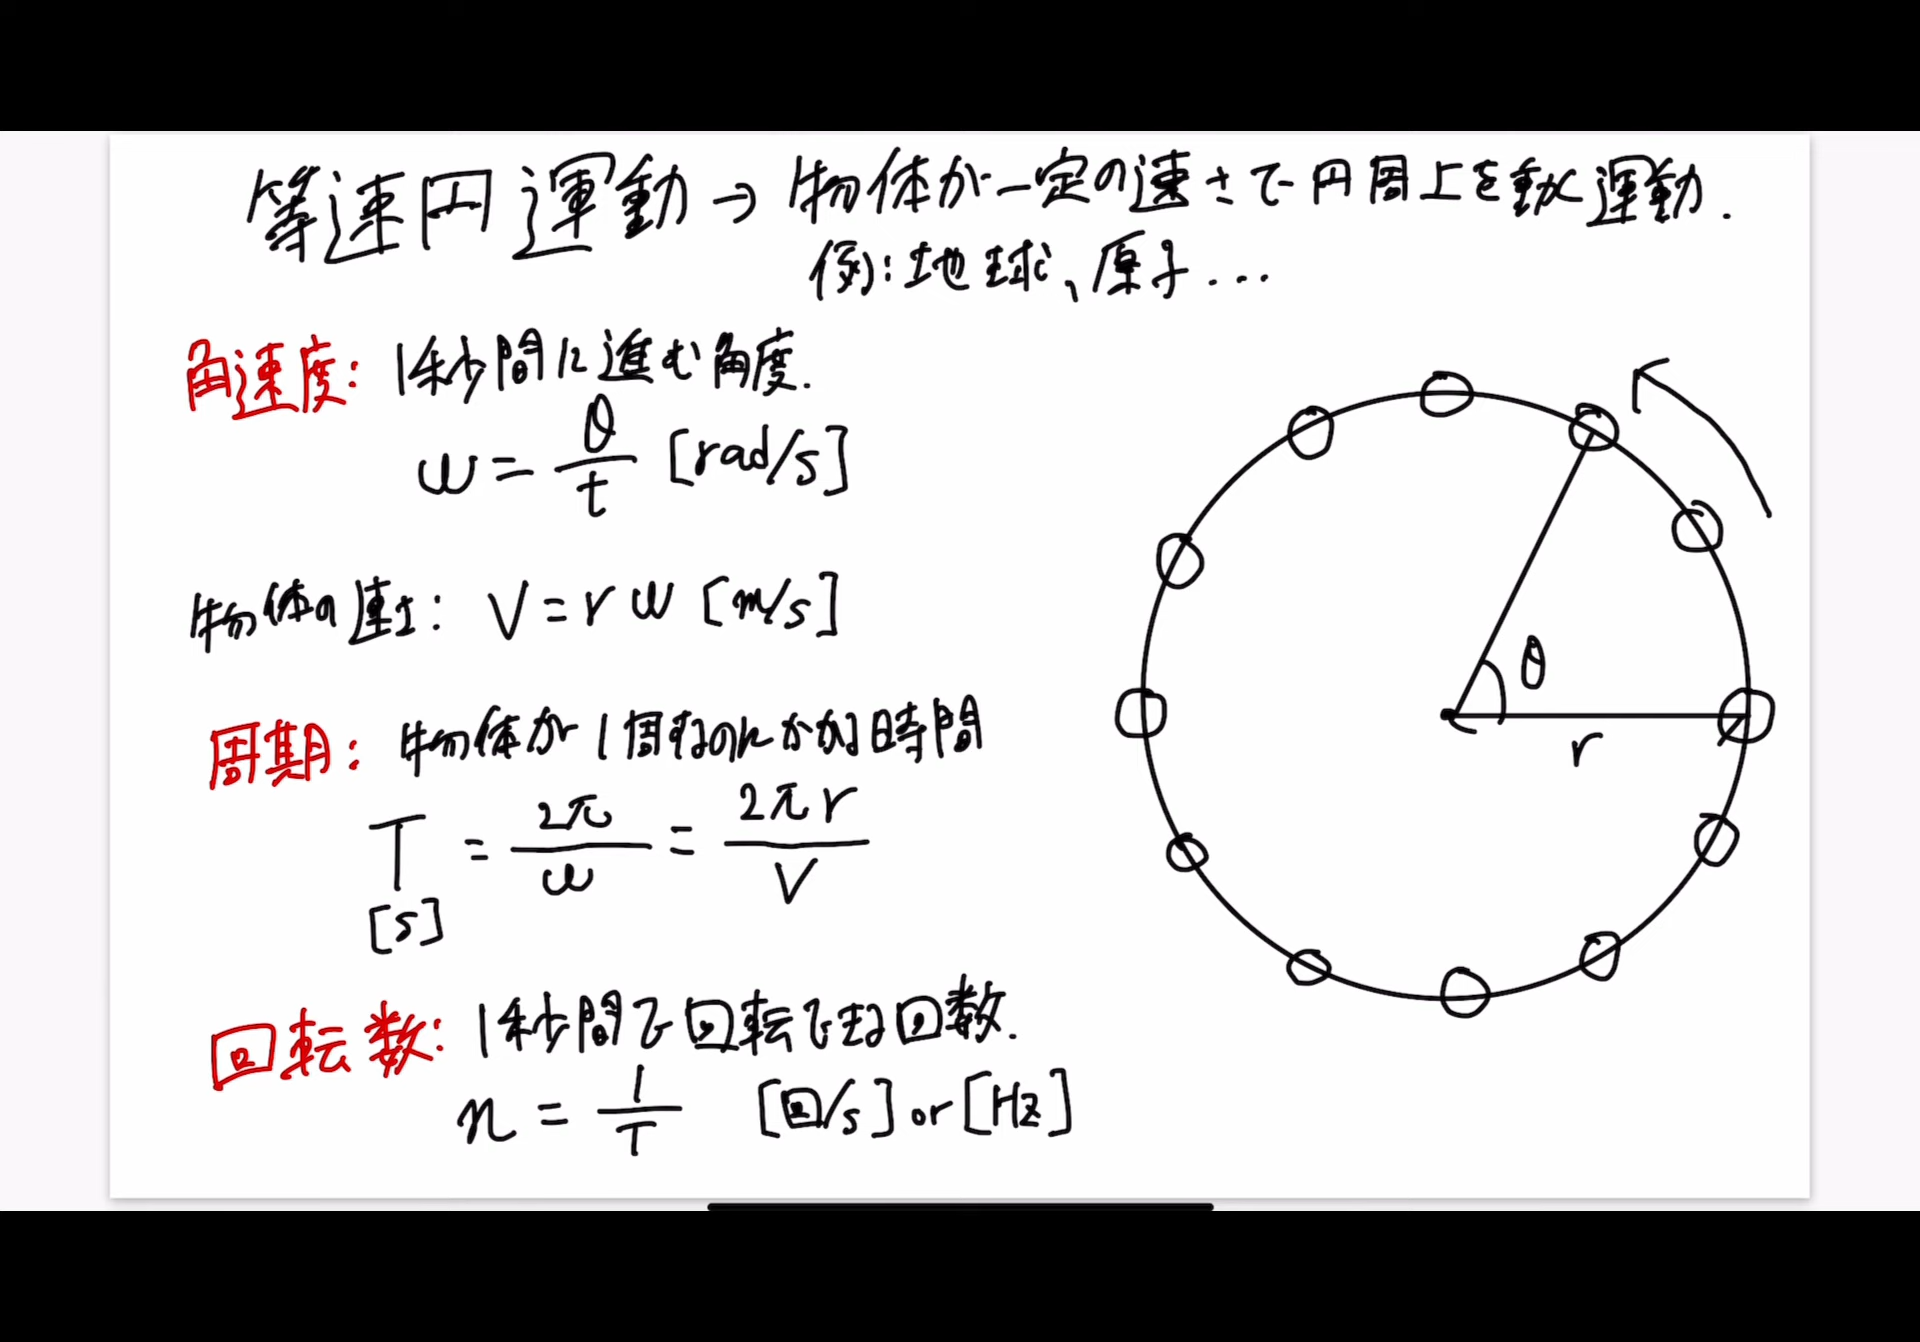 等速円運動→物体が一定の速さで円周上を動く運動.
例:地球、原子...
角速度: 1秒間に進む角度.
ω = θ/t [rad/s]
物体の速さ: V = r ω [m/s]
周期: 物体が1周するのにかかる時間
T = 2π/ω = 2πr/V
[s]
回転数: 1秒間で回転できる回数.
n = 1/T [回/s] or [Hz]
θ
r